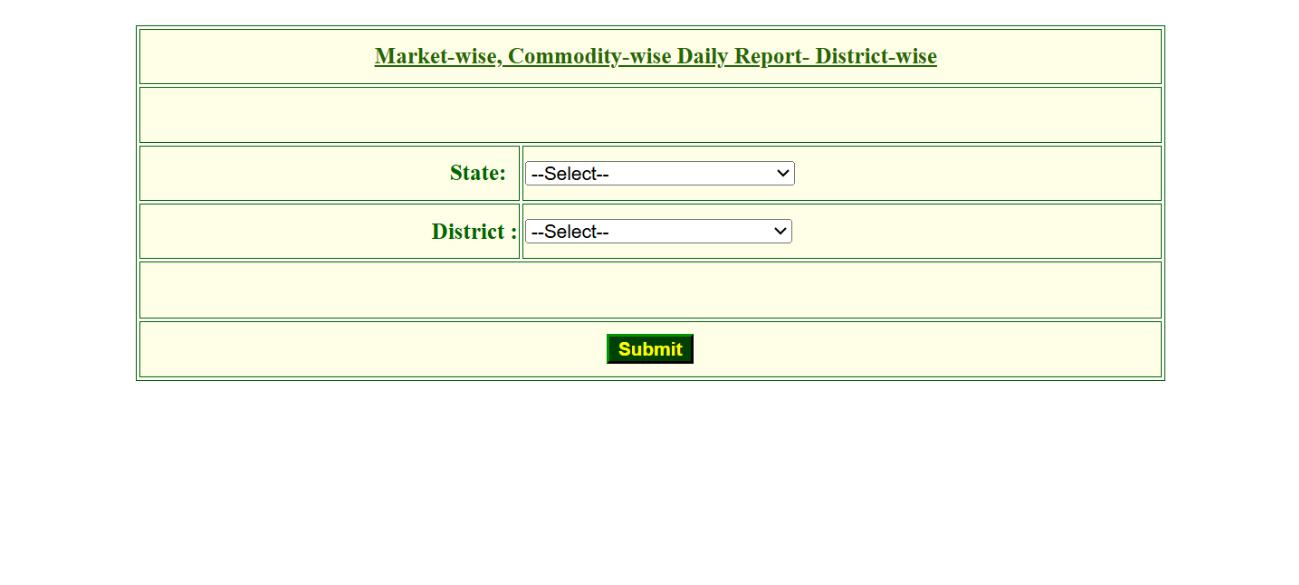 Market-wise, Commodity-wise Daily Report- District-wise
State: --Select--
District : --Select--
Submit